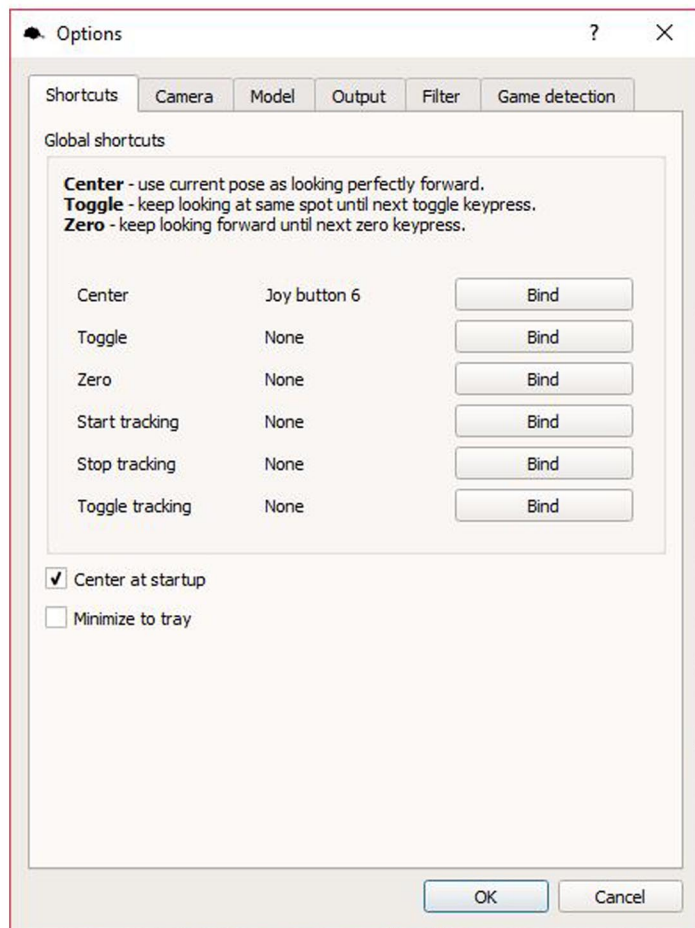 Options
Shortcuts Camera Model Output Filter Game detection
Global shortcuts
Center - use current pose as looking perfectly forward.
Toggle - keep looking at same spot until next toggle keypress.
Zero - keep looking forward until next zero keypress.
Center Joy button 6 Bind
Toggle None Bind
Zero None Bind
Start tracking None Bind
Stop tracking None Bind
Toggle tracking None Bind
Center at startup
Minimize to tray
OK Cancel